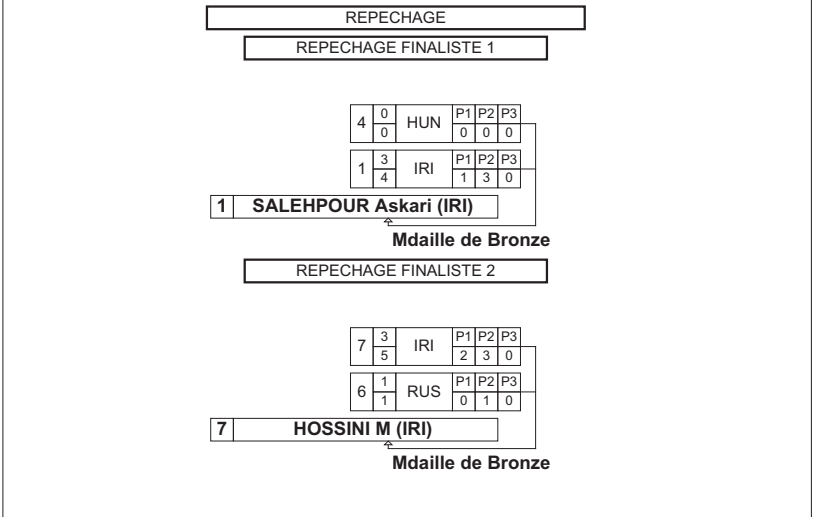 REPECHAGE
REPECHAGE FINALISTE 1
4 0 HUN P1 P2 P3
0 0 0 0
1 3 IRI P1 P2 P3
4 1 3 0
1 SALEHPOUR Askari (IRI)
Mdaille de Bronze
REPECHAGE FINALISTE 2
7 3 IRI P1 P2 P3
5 2 3 0
6 1 RUS P1 P2 P3
1 0 1 0
7 HOSSINI M (IRI)
Mdaille de Bronze